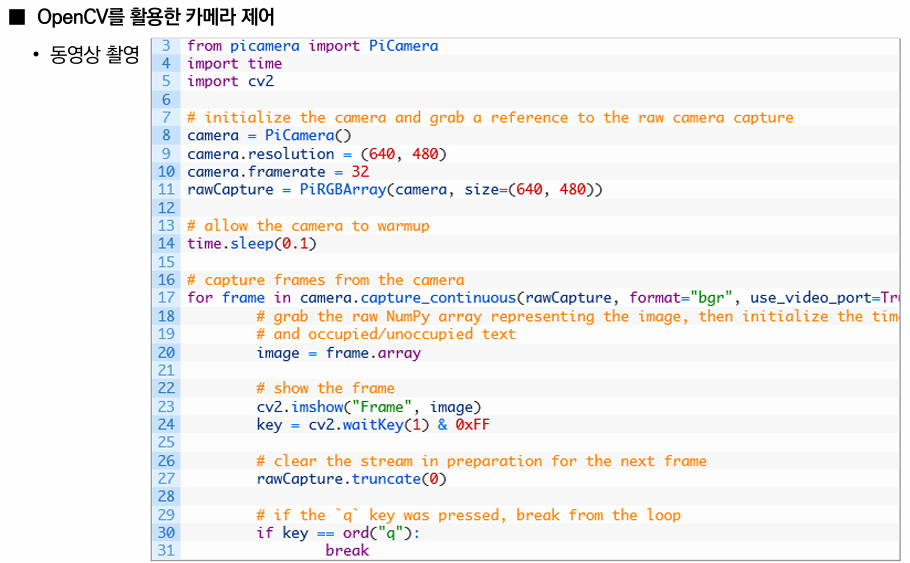 ■ OpenCV를 활용한 카메라 제어
• 동영상 촬영
3 from picamera import PiCamera
4 import time
5 import cv2
6
7 # initialize the camera and grab a reference to the raw camera capture
8 camera = PiCamera()
9 camera.resolution = (640, 480)
10 camera.framerate = 32
11 rawCapture = PiRGBArray(camera, size=(640, 480))
12
13 # allow the camera to warmup
14 time.sleep(0.1)
15
16 # capture frames from the camera
17 for frame in camera.capture_continuous(rawCapture, format="bgr", use_video_port=Tru
18 # grab the raw NumPy array representing the image, then initialize the time
19 # and occupied/unoccupied text
20 image = frame.array
21
22 # show the frame
23 cv2.imshow("Frame", image)
24 key = cv2.waitKey(1) & 0xFF
25
26 # clear the stream in preparation for the next frame
27 rawCapture.truncate(0)
28
29 # if the `q` key was pressed, break from the loop
30 if key == ord("q"):
31 break